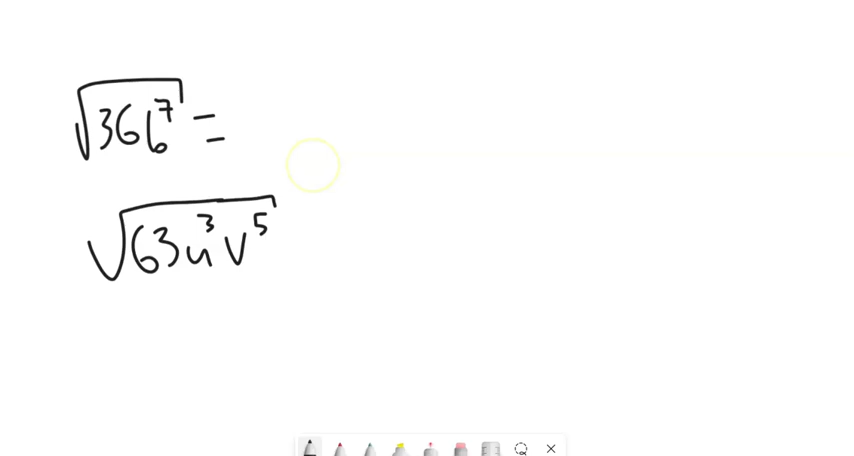 √36b⁷ =
√63u³v⁵